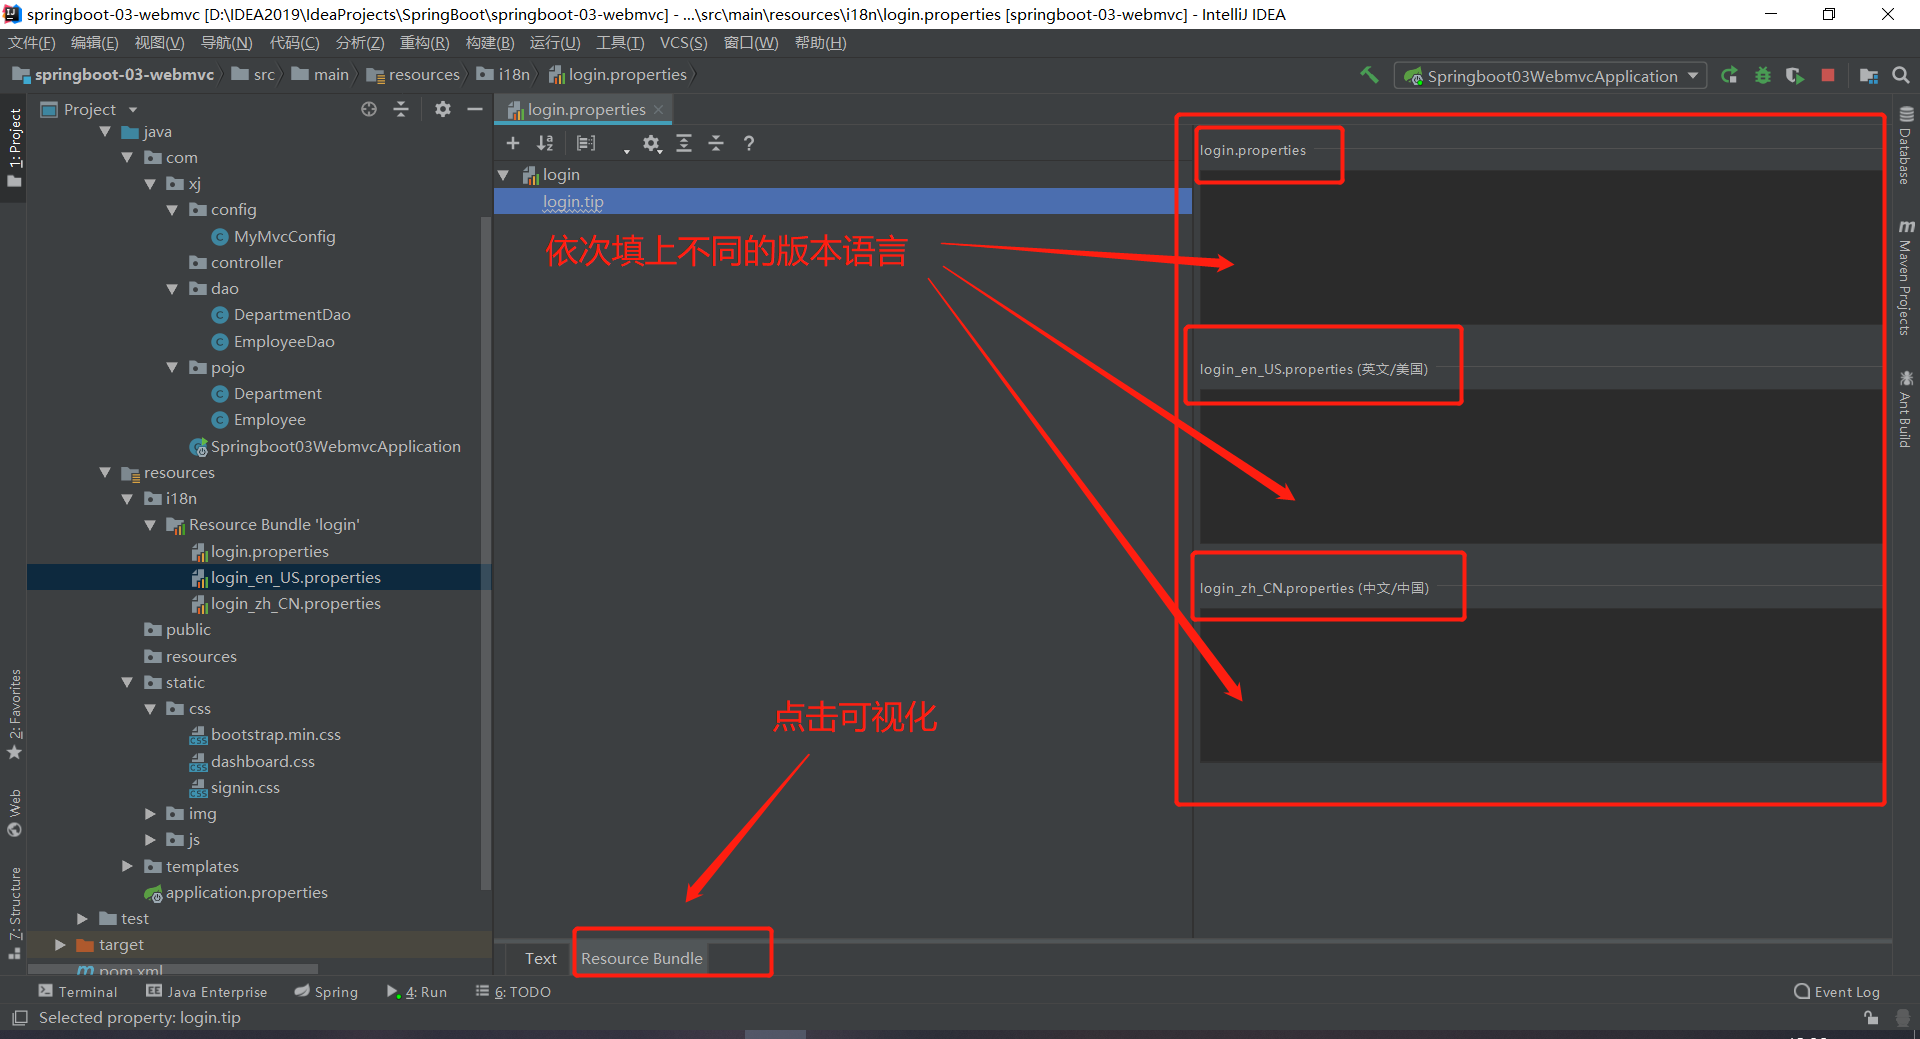 springboot-03-webmvc [D:\IDEA2019\IdeaProjects\SpringBoot\springboot-03-webmvc] - ...\src\main\resources\i18n\login.properties [springboot-03-webmvc] - IntelliJ IDEA
文件(F) 编辑(E) 视图(V) 导航(N) 代码(C) 分析(Z) 重构(R) 构建(B) 运行(U) 工具(T) VCS(S) 窗口(W) 帮助(H)
springboot-03-webmvc src main resources i18n login.properties
Springboot03WebmvcApplication
1: Project
2: Favorites
Web
Z: Structure
Project
java
com
xj
config
MyMvcConfig
controller
dao
DepartmentDao
EmployeeDao
pojo
Department
Employee
Springboot03WebmvcApplication
resources
i18n
Resource Bundle 'login'
login.properties
login_en_US.properties
login_zh_CN.properties
public
resources
static
css
bootstrap.min.css
dashboard.css
signin.css
img
js
templates
application.properties
test
target
pom.xml
login.properties
login
login.tip
依次填上不同的版本语言
点击可视化
Text Resource Bundle
login.properties
login_en_US.properties (英文/美国)
login_zh_CN.properties (中文/中国)
Database
Maven Projects
Ant Build
Terminal Java Enterprise Spring 4: Run 6: TODO
Event Log
Selected property: login.tip